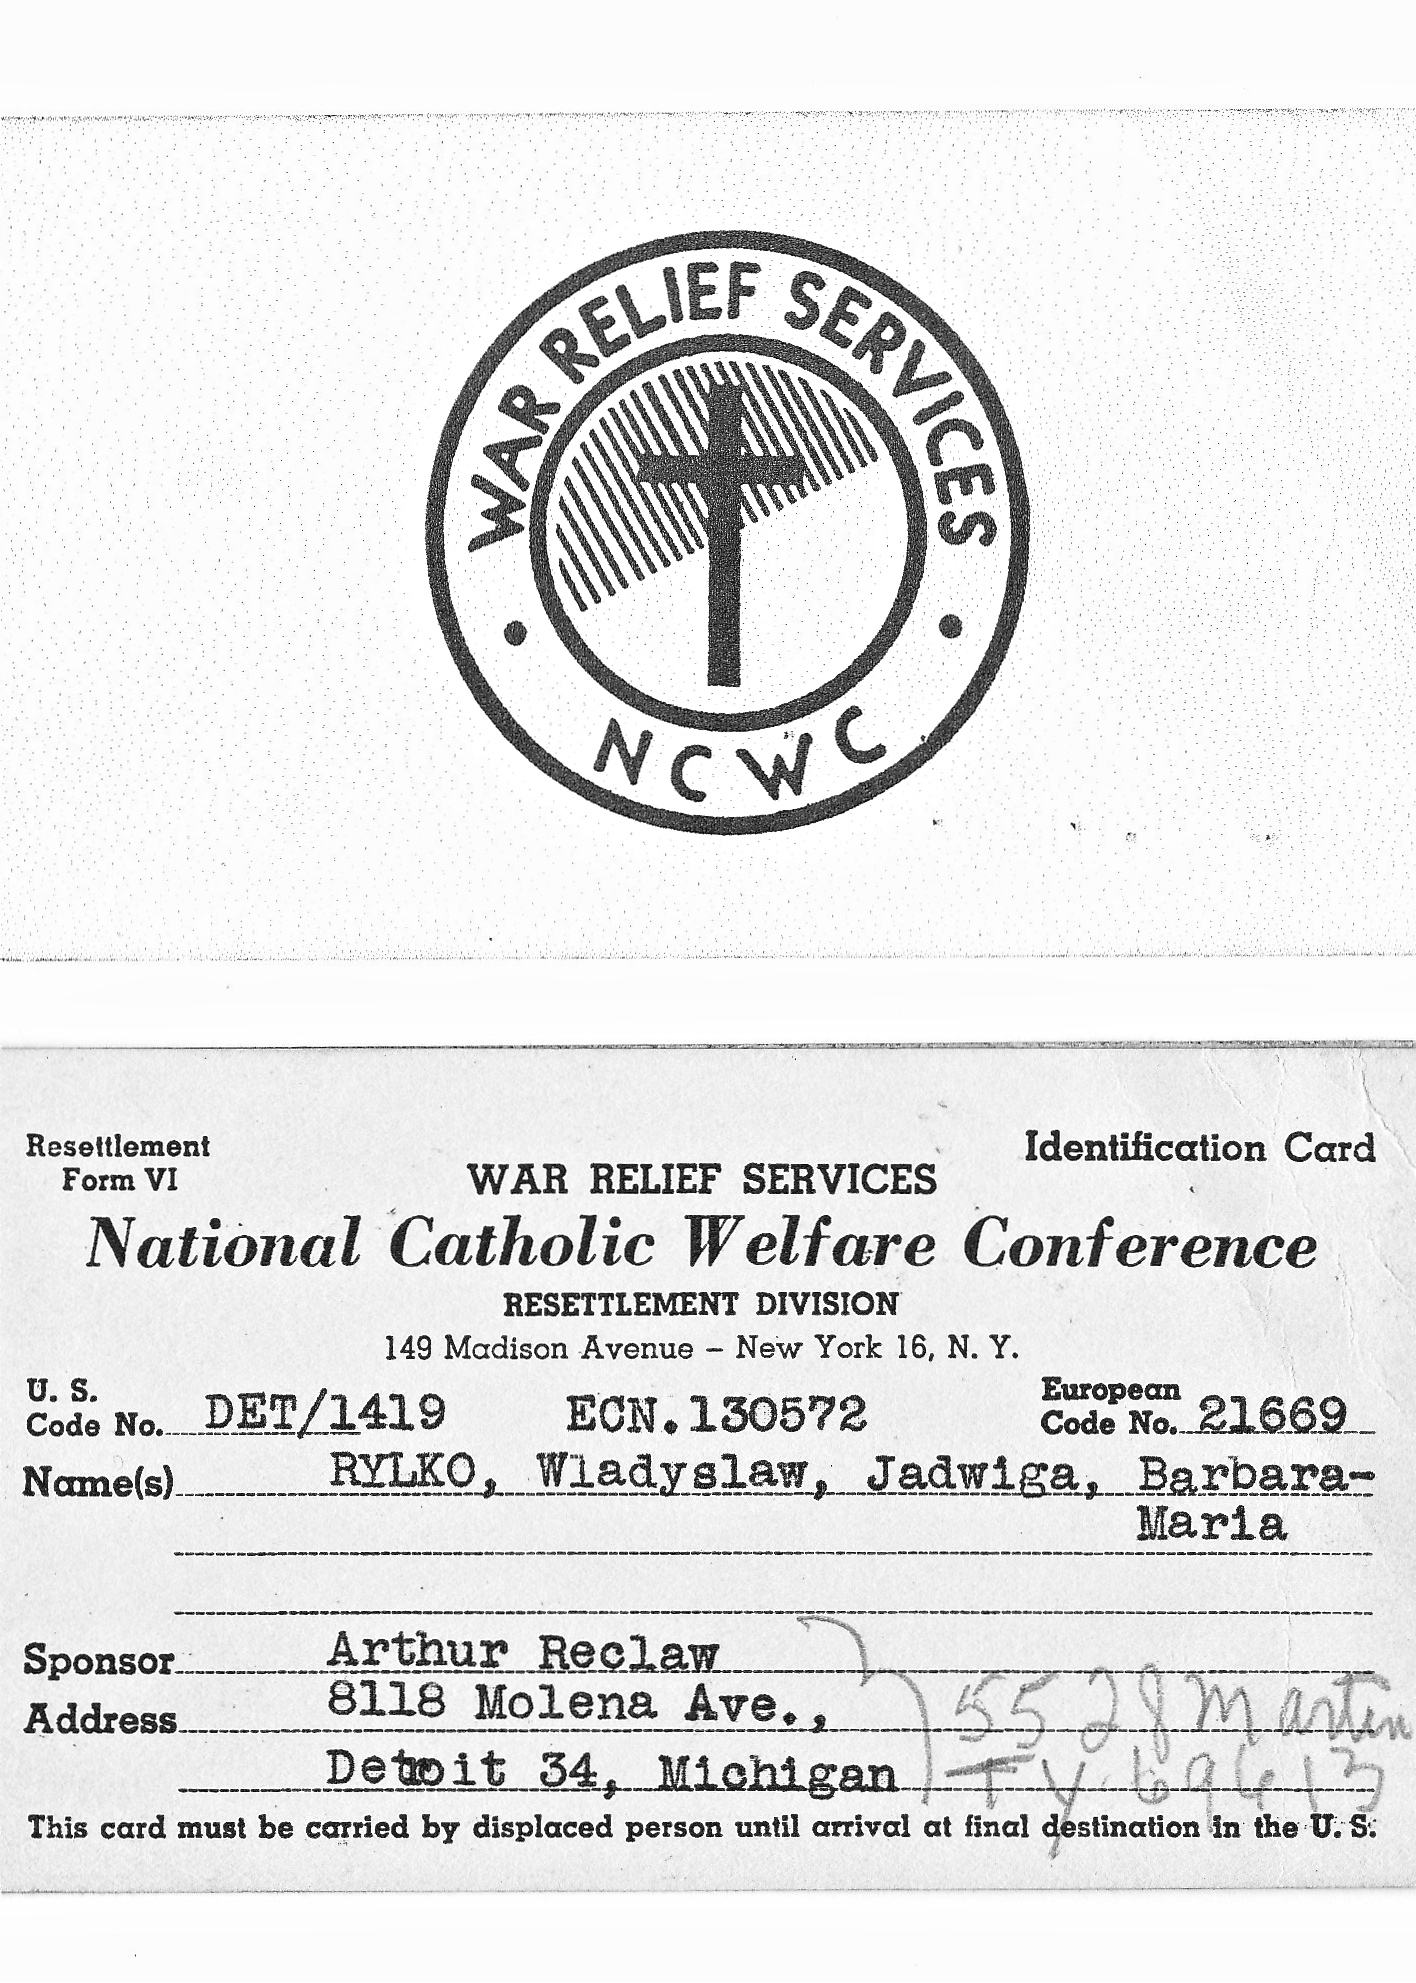 WAR RELIEF SERVICES
NCWC
Resettlement
Form VI
Identification Card
WAR RELIEF SERVICES
National Catholic Welfare Conference
RESETTLEMENT DIVISION
149 Madison Avenue – New York 16, N. Y.
U. S.
Code No. DET/1419 ECN.130572
European
Code No. 21669
Name(s) RYLKO, Wladyslaw, Jadwiga, Barbara-
Maria
Sponsor Arthur Reclaw
Address 8118 Molena Ave.,
Detroit 34, Michigan
5528 Martin
TY. 69613
This card must be carried by displaced person until arrival at final destination in the U. S.